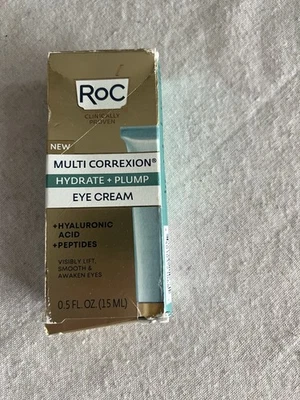 RoC
CLINICALLY
PROVEN
NEW
MULTI CORREXION®
HYDRATE + PLUMP
EYE CREAM
+HYALURONIC
ACID
+PEPTIDES
VISIBLY LIFT,
SMOOTH &
AWAKEN EYES
0.5 FL. OZ. (15 ML)